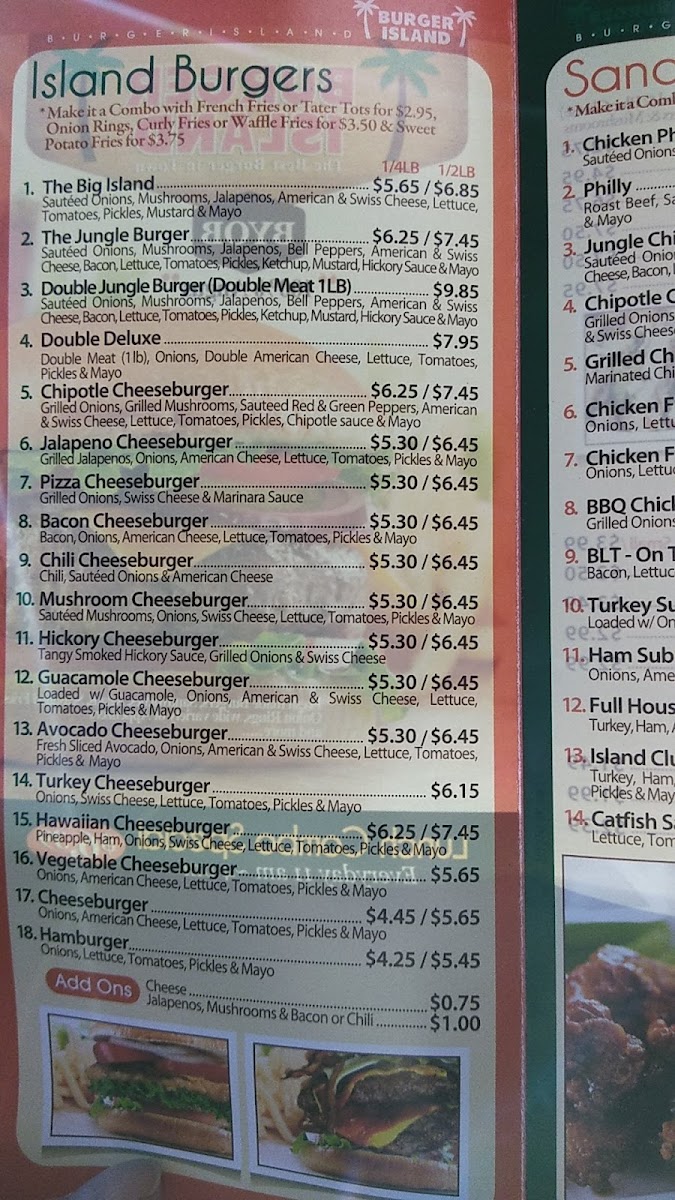 B·U·R·G·E·R·I·S·L·A·N·D
BURGER
ISLAND
Island Burgers
*Make it a Combo with French Fries or Tater Tots for $2.95,
Onion Rings, Curly Fries or Waffle Fries for $3.50 & Sweet
Potato Fries for $3.75
1/4LB 1/2LB
1. The Big Island $5.65 / $6.85
Sautéed Onions, Mushrooms, Jalapenos, American & Swiss Cheese, Lettuce,
Tomatoes, Pickles, Mustard & Mayo
2. The Jungle Burger $6.25 / $7.45
Sautéed Onions, Mushrooms, Jalapenos, Bell Peppers, American & Swiss
Cheese, Bacon, Lettuce, Tomatoes, Pickles, Ketchup, Mustard, Hickory Sauce & Mayo
3. Double Jungle Burger (Double Meat 1LB) $9.85
Sautéed Onions, Mushrooms, Jalapenos, Bell Peppers, American & Swiss
Cheese, Bacon, Lettuce, Tomatoes, Pickles, Ketchup, Mustard, Hickory Sauce & Mayo
4. Double Deluxe $7.95
Double Meat (1lb), Onions, Double American Cheese, Lettuce, Tomatoes,
Pickles & Mayo
5. Chipotle Cheeseburger $6.25 / $7.45
Grilled Onions, Grilled Mushrooms, Sauteed Red & Green Peppers, American
& Swiss Cheese, Lettuce, Tomatoes, Pickles, Chipotle sauce & Mayo
6. Jalapeno Cheeseburger $5.30 / $6.45
Grilled Jalapenos, Onions, American Cheese, Lettuce, Tomatoes, Pickles & Mayo
7. Pizza Cheeseburger $5.30 / $6.45
Grilled Onions, Swiss Cheese & Marinara Sauce
8. Bacon Cheeseburger $5.30 / $6.45
Bacon, Onions, American Cheese, Lettuce, Tomatoes, Pickles & Mayo
9. Chili Cheeseburger $5.30 / $6.45
Chili, Sautéed Onions & American Cheese
10. Mushroom Cheeseburger $5.30 / $6.45
Sautéed Mushrooms, Onions, Swiss Cheese, Lettuce, Tomatoes, Pickles & Mayo
11. Hickory Cheeseburger $5.30 / $6.45
Tangy Smoked Hickory Sauce, Grilled Onions & Swiss Cheese
12. Guacamole Cheeseburger $5.30 / $6.45
Loaded w/ Guacamole, Onions, American & Swiss Cheese, Lettuce,
Tomatoes, Pickles & Mayo
13. Avocado Cheeseburger $5.30 / $6.45
Fresh Sliced Avocado, Onions, American & Swiss Cheese, Lettuce, Tomatoes,
Pickles & Mayo
14. Turkey Cheeseburger $6.15
Onions, Swiss Cheese, Lettuce, Tomatoes, Pickles & Mayo
15. Hawaiian Cheeseburger $6.25 / $7.45
Pineapple, Ham, Onions, Swiss Cheese, Lettuce Tomatoes, Pickles & Mayo
16. Vegetable Cheeseburger $5.65
Onions, American Cheese, Lettuce, Tomatoes, Pickles & Mayo
17. Cheeseburger $4.45 / $5.65
Onions, American Cheese, Lettuce, Tomatoes, Pickles & Mayo
18. Hamburger $4.25 / $5.45
Onions, Lettuce, Tomatoes, Pickles & Mayo
Add Ons
Cheese $0.75
Jalapenos, Mushrooms & Bacon or Chili $1.00
B·U·R·G
Sand
*Make it a Comb
1. Chicken Ph
Sautéed Onions
2. Philly
Roast Beef, Sa
& Mayo
3. Jungle Chi
Sautéed Onio
Cheese, Bacon,
4. Chipotle C
Grilled Onions
& Swiss Chees
5. Grilled Ch
Marinated Chi
6. Chicken F
Onions, Lettu
7. Chicken F
Onions, Lettuc
8. BBQ Chick
Grilled Onions
9. BLT - On T
Bacon, Lettuc
10. Turkey Su
Loaded w/ On
11. Ham Sub
Onions, Ame
12. Full Hous
Turkey, Ham, A
13. Island Clu
Turkey, Ham,
Pickles & May
14. Catfish S
Lettuce, Tom